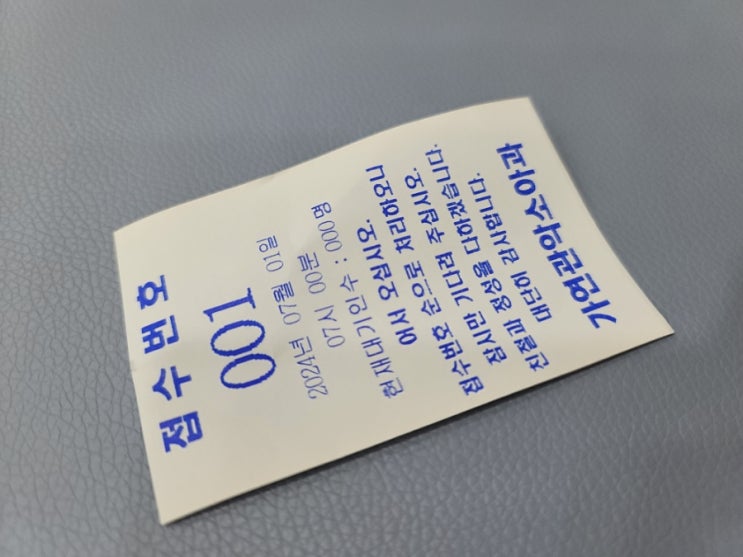 접수번호
001
2024년 07월 01일
07시 00분
현재대기인수 : 000명
어서 오십시오.
접수번호 순으로 처리하오니
잠시만 기다려 주십시오.
친절과 정성을 다하겠습니다.
대단히 감사합니다.
가연관악소아과